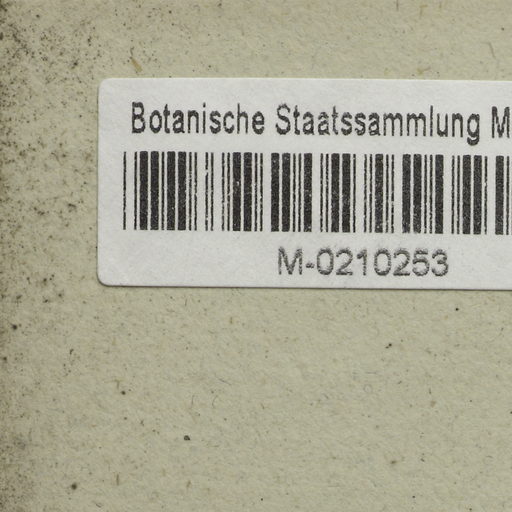 Botanische Staatssammlung M
M-0210253